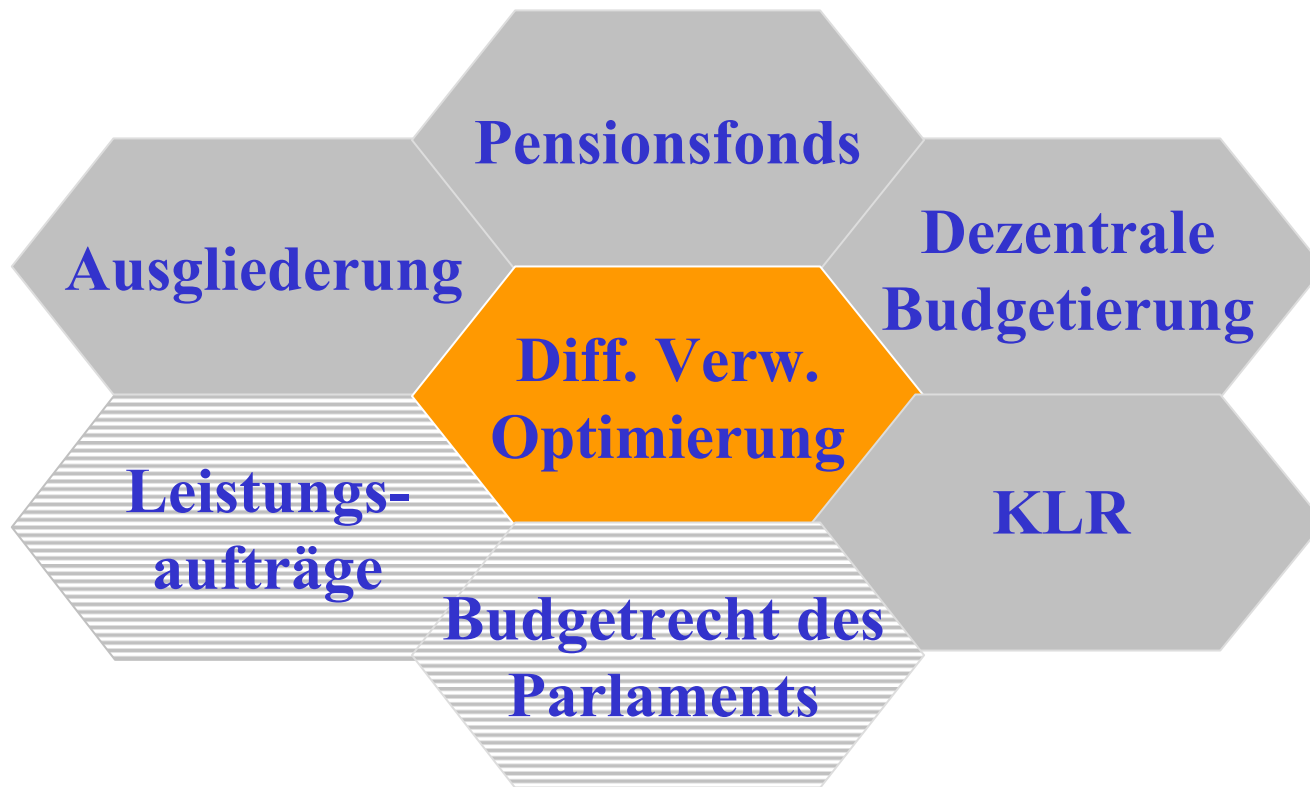 Pensionsfonds
Ausgliederung
Dezentrale
Budgetierung
Diff. Verw.
Optimierung
Leistungs-
aufträge
KLR
Budgetrecht des
Parlaments